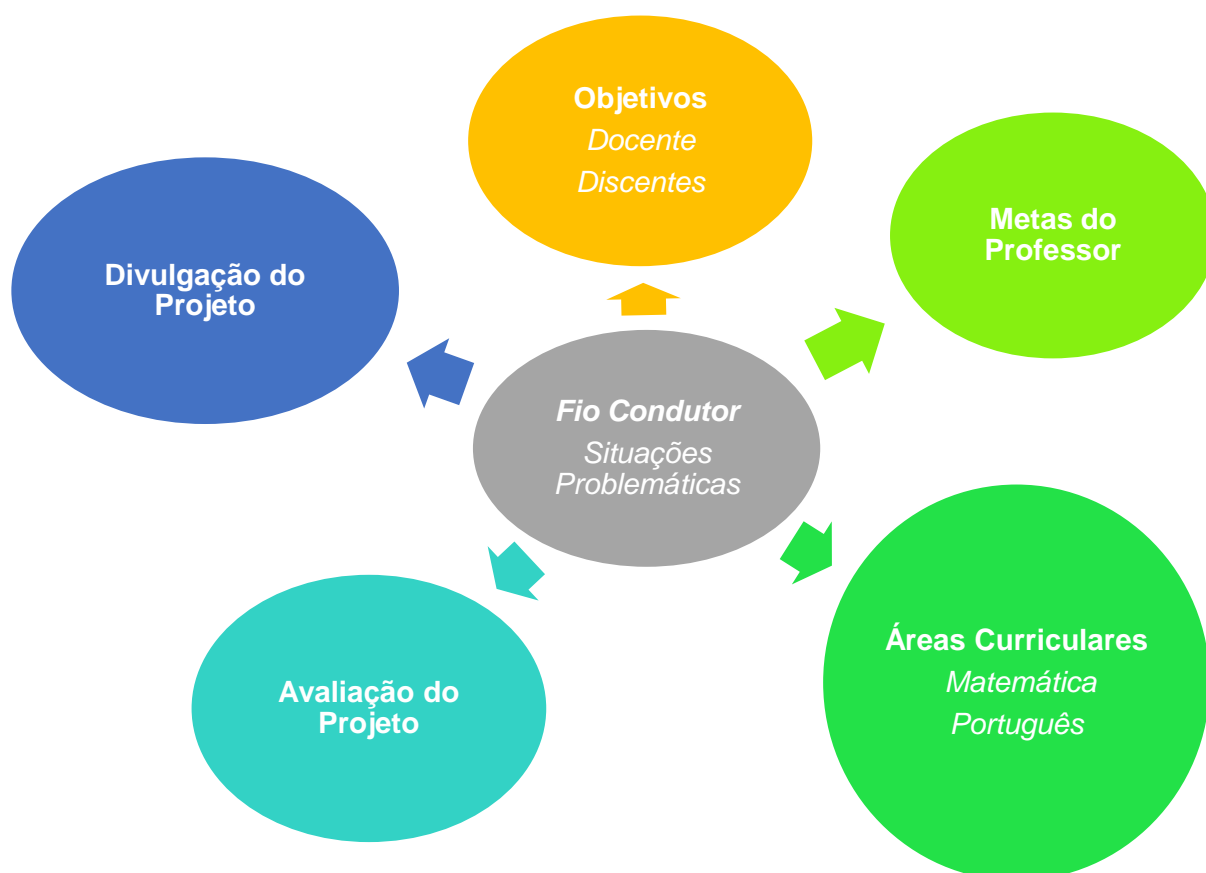 Objetivos
Docente
Discentes
Metas do
Professor
Divulgação do
Projeto
Fio Condutor
Situações
Problemáticas
Áreas Curriculares
Matemática
Português
Avaliação do
Projeto